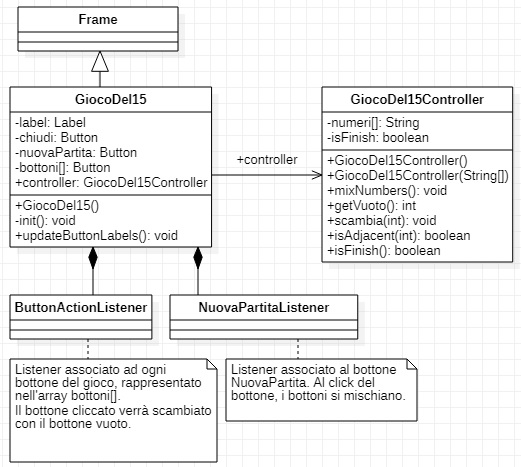 Frame
GiocoDel15
-label: Label
-chiudi: Button
-nuovaPartita: Button
-bottoni[]: Button
+controller: GiocoDel15Controller
+GiocoDel15()
-init(): void
+updateButtonLabels(): void
+controller
GiocoDel15Controller
-numeri[]: String
-isFinish: boolean
+GiocoDel15Controller()
+GiocoDel15Controller(String[])
+mixNumbers(): void
+getVuoto(): int
+scambia(int): void
+isAdjacent(int): boolean
+isFinish(): boolean
ButtonActionListener
NuovaPartitaListener
Listener associato ad ogni
bottone del gioco, rappresentato
nell'array bottoni[].
Il bottone cliccato verrà scambiato
con il bottone vuoto.
Listener associato al bottone
NuovaPartita. Al click del
bottone, i bottoni si mischiano.